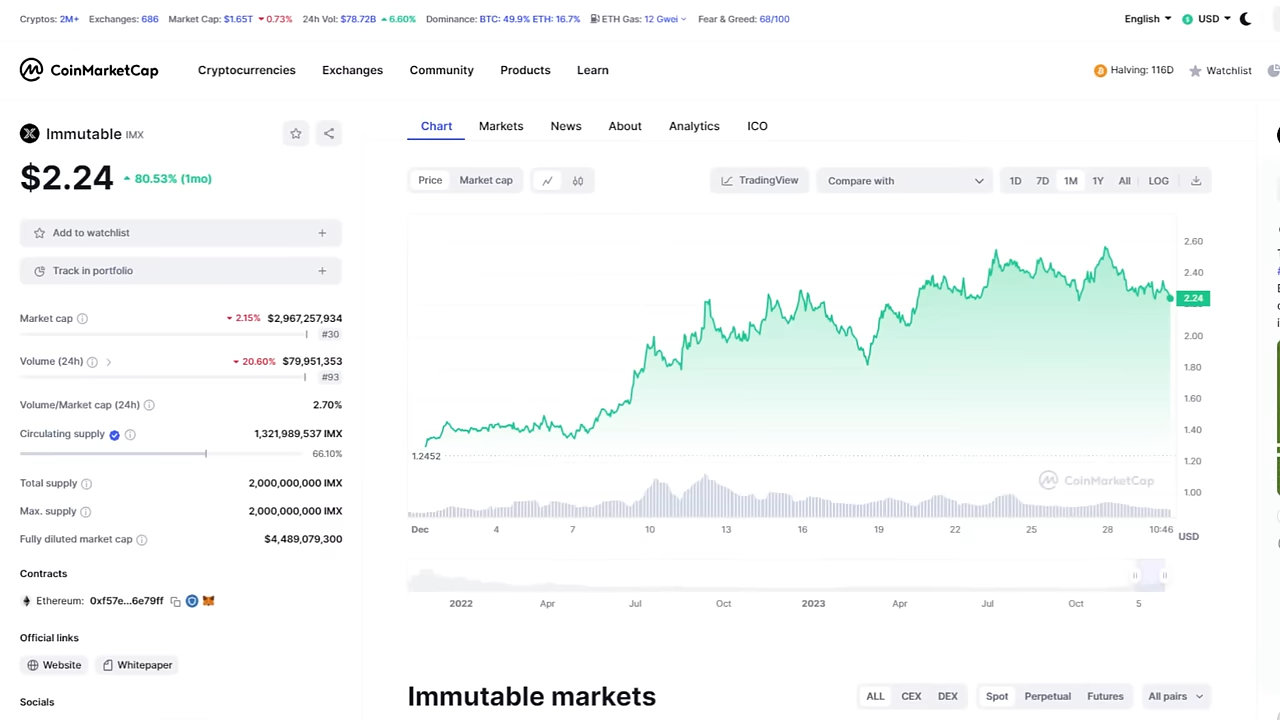 Cryptos: 2M+ Exchanges: 686 Market Cap: $1.65T 0.73% 24h Vol: $78.72B 6.60% Dominance: BTC: 49.9% ETH: 16.7% ETH Gas: 12 Gwei Fear & Greed: 68/100
English USD
CoinMarketCap Cryptocurrencies Exchanges Community Products Learn
Halving: 116D Watchlist
Immutable IMX
$2.24 80.53% (1mo)
Add to watchlist +
Track in portfolio +
Market cap 2.15% $2,967,257,934
#30
Volume (24h) 20.60% $79,951,353
#93
Volume/Market cap (24h) 2.70%
Circulating supply 1,321,989,537 IMX
66.10%
Total supply 2,000,000,000 IMX
Max. supply 2,000,000,000 IMX
Fully diluted market cap $4,489,079,300
Contracts
Ethereum: 0xf57e...6e79ff
Official links
Website Whitepaper
Socials
Chart Markets News About Analytics ICO
Price Market cap
TradingView Compare with 1D 7D 1M 1Y All LOG
2.60
2.40
2.24
2.00
1.80
1.60
1.40
1.2452
1.20
1.00
CoinMarketCap
Dec 4 7 10 13 16 19 22 25 28 10:46
USD
2022 Apr Jul Oct 2023 Apr Jul Oct 5
Immutable markets
ALL CEX DEX Spot Perpetual Futures All pairs